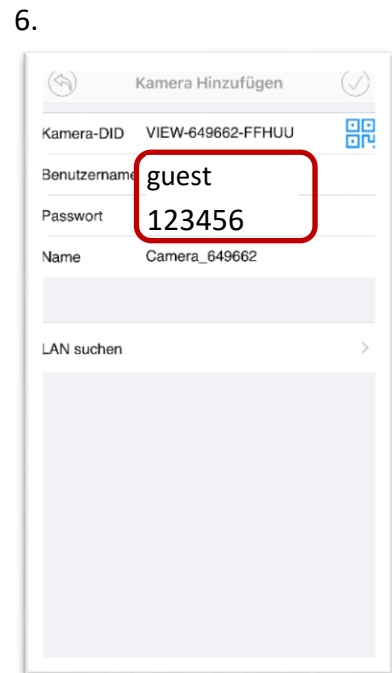 6.
Kamera Hinzufügen
Kamera-DID VIEW-649662-FFHUU
Benutzername guest
Passwort 123456
Name Camera_649662
LAN suchen